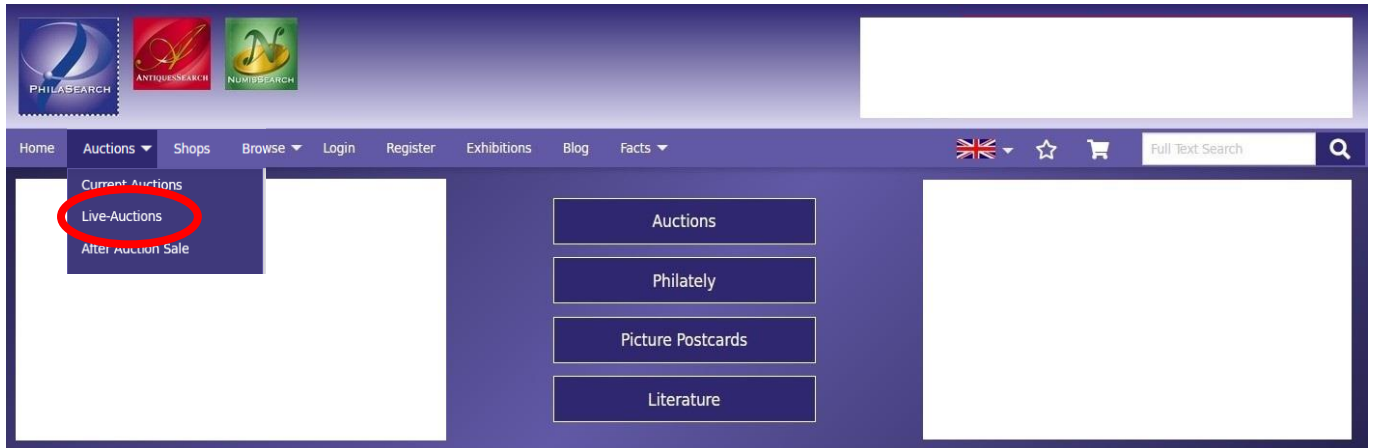 PHILASEARCH
ANTIQUESSEARCH
NUMISSEARCH
Home Auctions Shops Browse Login Register Exhibitions Blog Facts Full Text Search
Current Auctions
Live-Auctions
After Auction Sale
Auctions
Philately
Picture Postcards
Literature